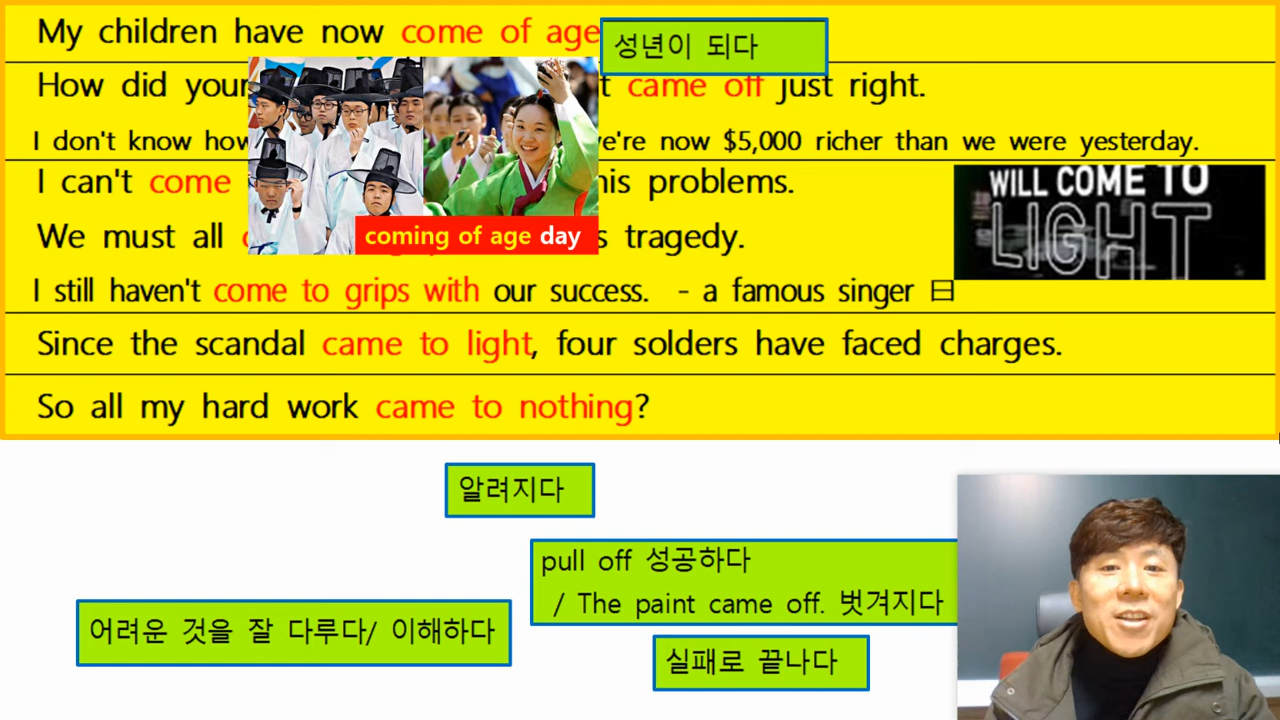 My children have now come of age
성년이 되다
How did your
t came off just right.
I don't know how
e're now $5,000 richer than we were yesterday.
I can't come
his problems.
We must all
s tragedy.
coming of age day
WILL COME TO
LIGHT
I still haven't come to grips with our success. - a famous singer 曰
Since the scandal came to light, four solders have faced charges.
So all my hard work came to nothing?
알려지다
pull off 성공하다
/ The paint came off. 벗겨지다
어려운 것을 잘 다루다/ 이해하다
실패로 끝나다